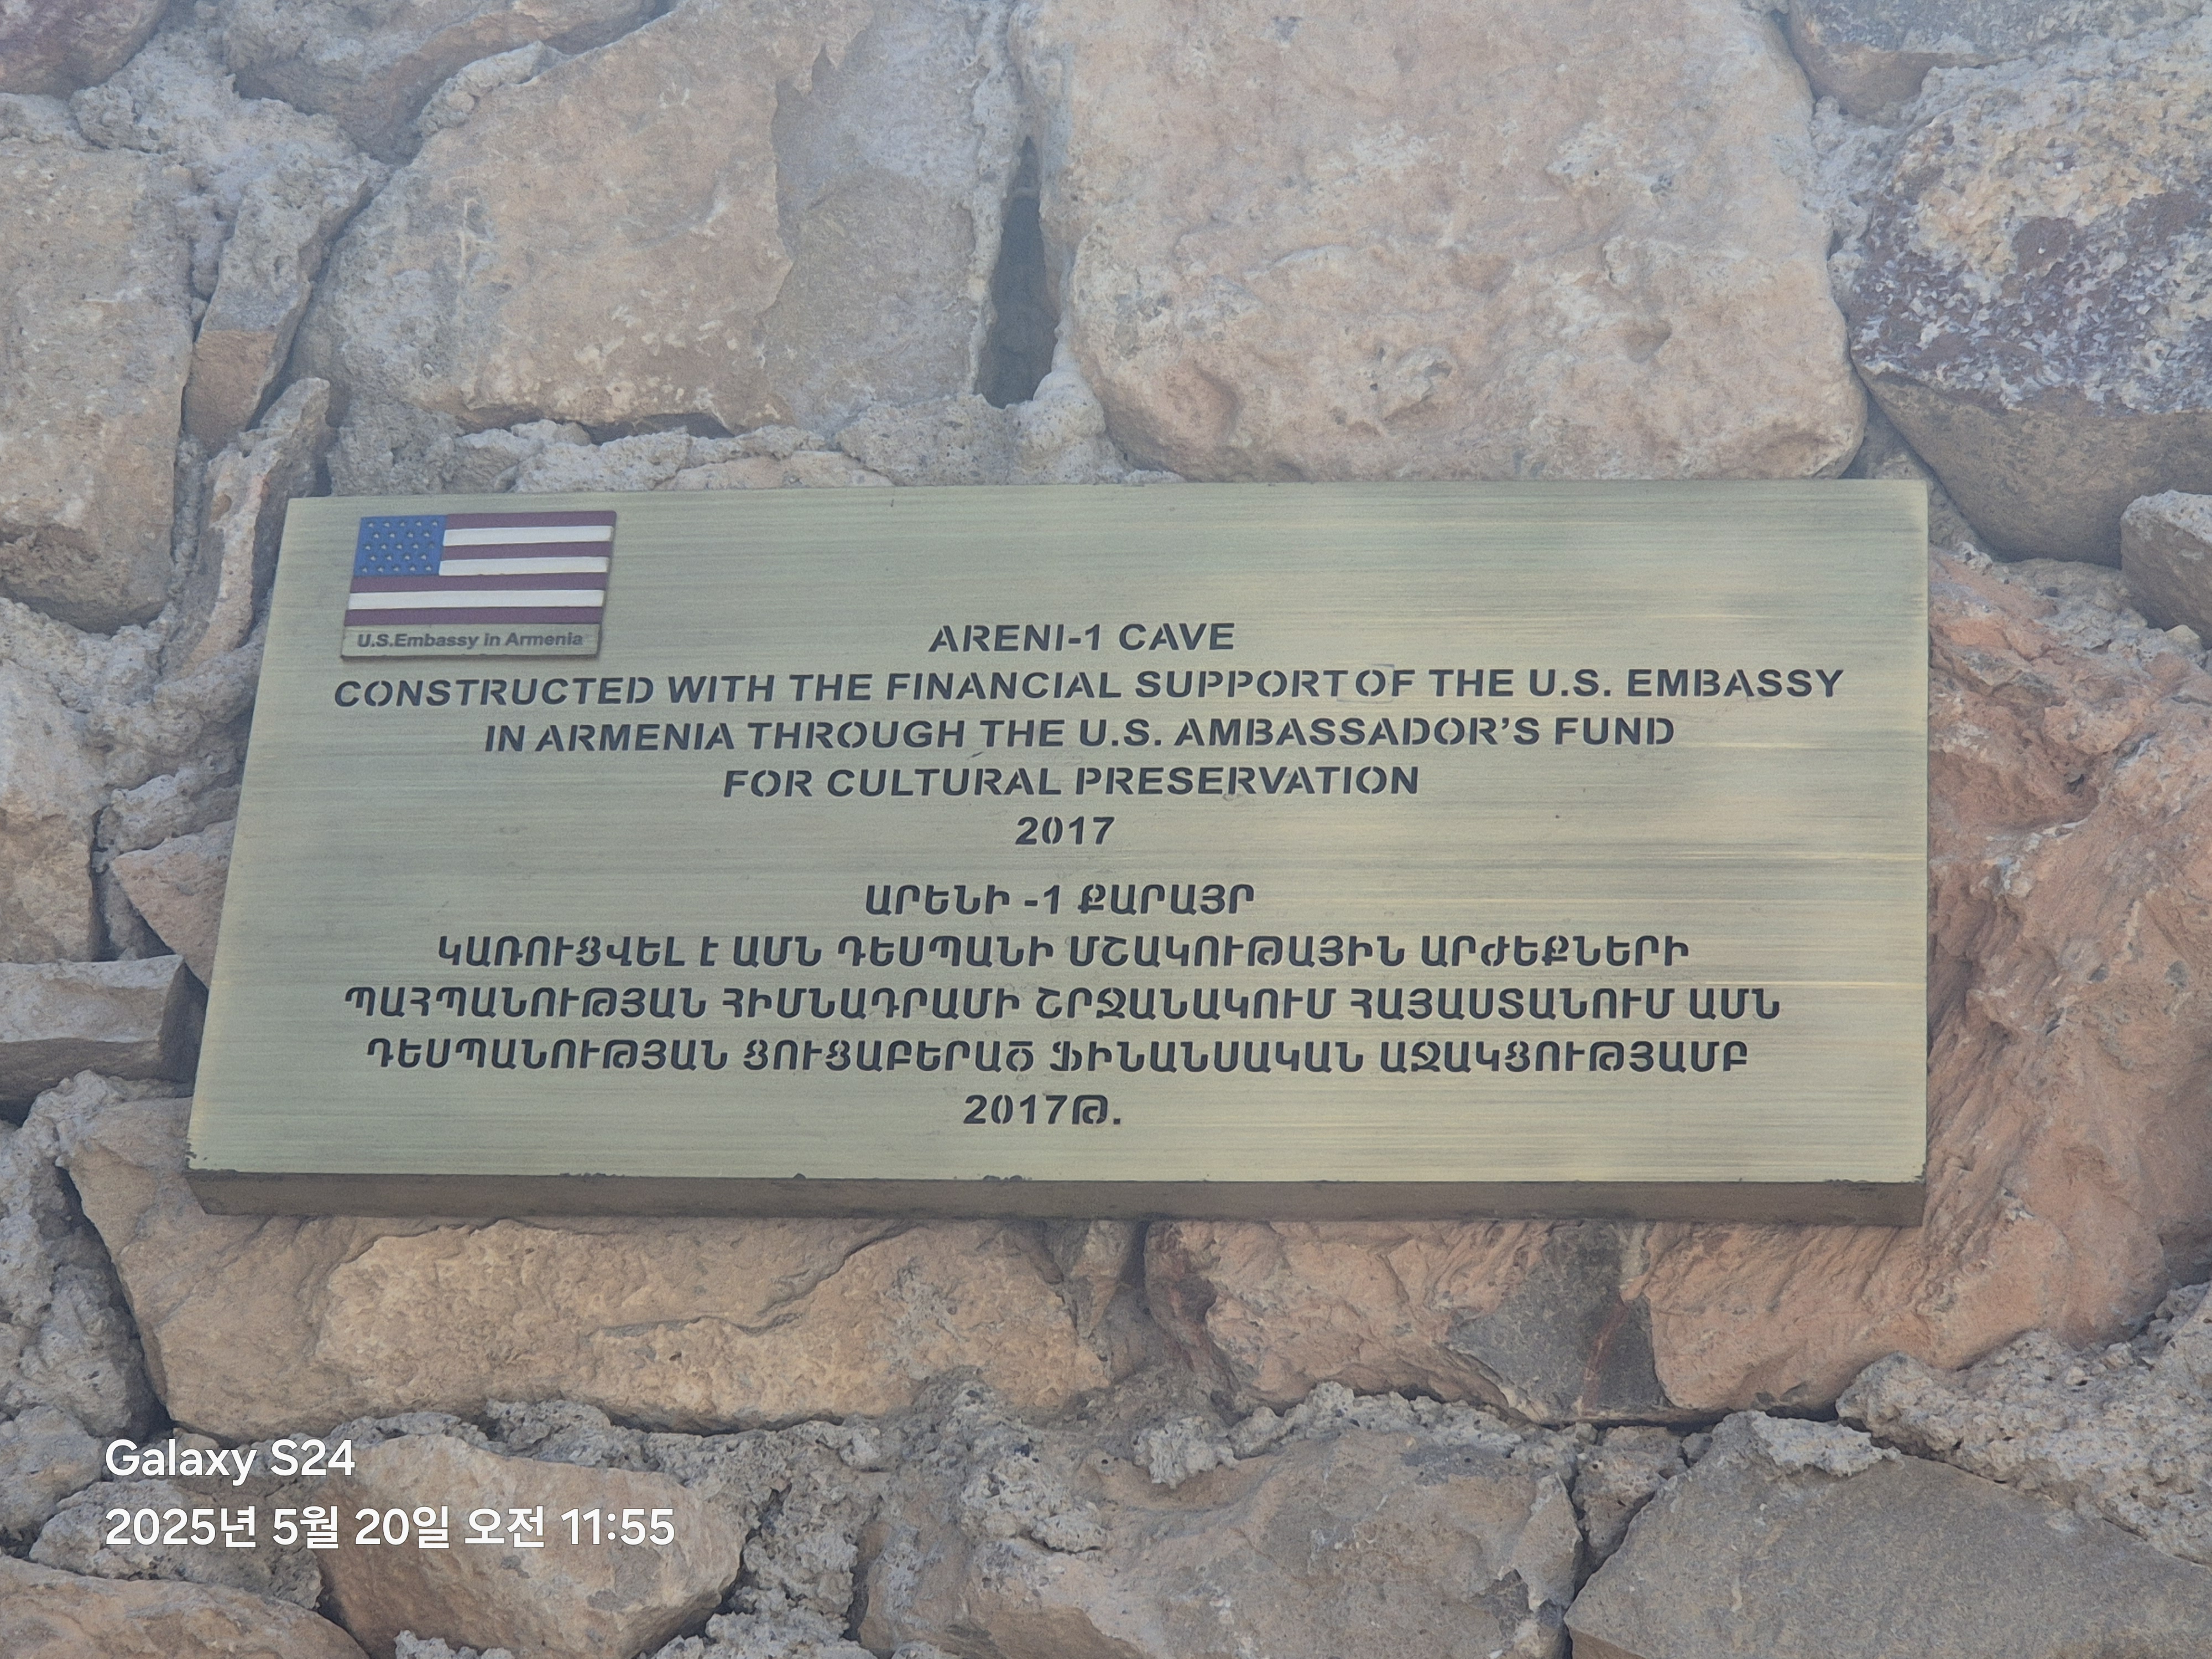 U.S.Embassy in Armenia
ARENI-1 CAVE
CONSTRUCTED WITH THE FINANCIAL SUPPORT OF THE U.S. EMBASSY
IN ARMENIA THROUGH THE U.S. AMBASSADOR’S FUND
FOR CULTURAL PRESERVATION
2017
ԱՐԵՆԻ -1 ՔԱՐԱՅՐ
ԿԱՌՈՒՑՎԵԼ Է ԱՄՆ ԴԵՍՊԱՆԻ ՄՇԱԿՈՒԹԱՅԻՆ ԱՐԺԵՔՆԵՐԻ
ՊԱՀՊԱՆՈՒԹՅԱՆ ՀԻՄՆԱԴՐԱՄԻ ՇՐՋԱՆԱԿՈՒՄ ՀԱՅԱՍՏԱՆՈՒՄ ԱՄՆ
ԴԵՍՊԱՆՈՒԹՅԱՆ ՑՈՒՑԱԲԵՐԱԾ ՖԻՆԱՆՍԱԿԱՆ ԱՋԱԿՑՈՒԹՅԱՄԲ
2017Թ.
Galaxy S24
2025년 5월 20일 오전 11:55